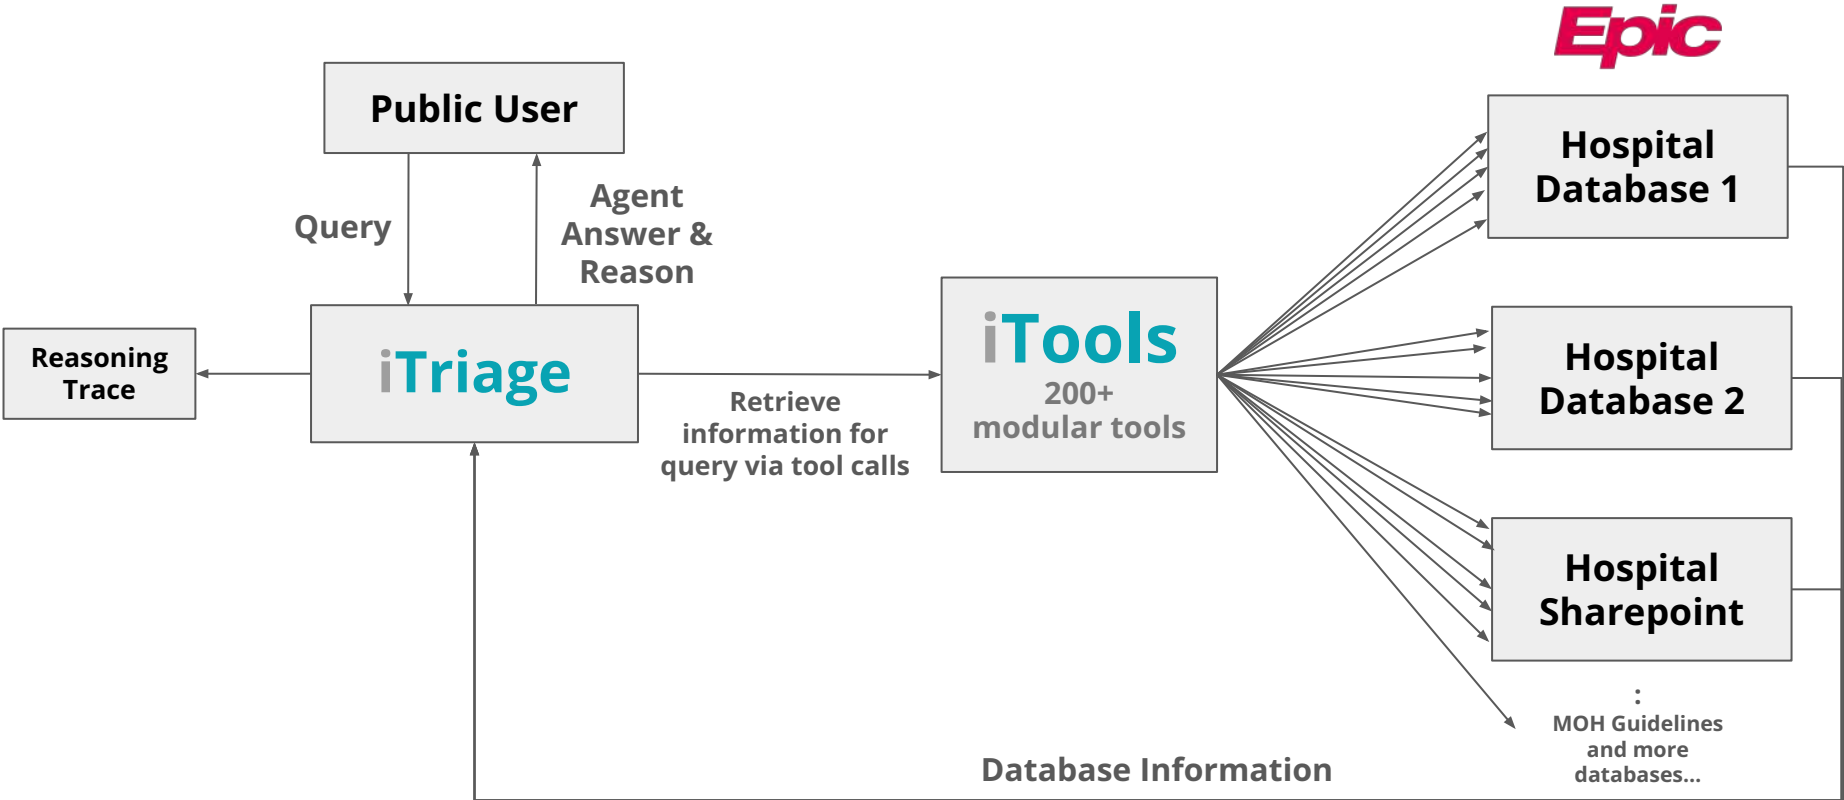 Epic
Public User
Query
Agent
Answer &
Reason
Reasoning
Trace
iTriage
Retrieve
information for
query via tool calls
iTools
200+
modular tools
Hospital
Database 1
Hospital
Database 2
Hospital
Sharepoint
:
MOH Guidelines
and more
databases...
Database Information